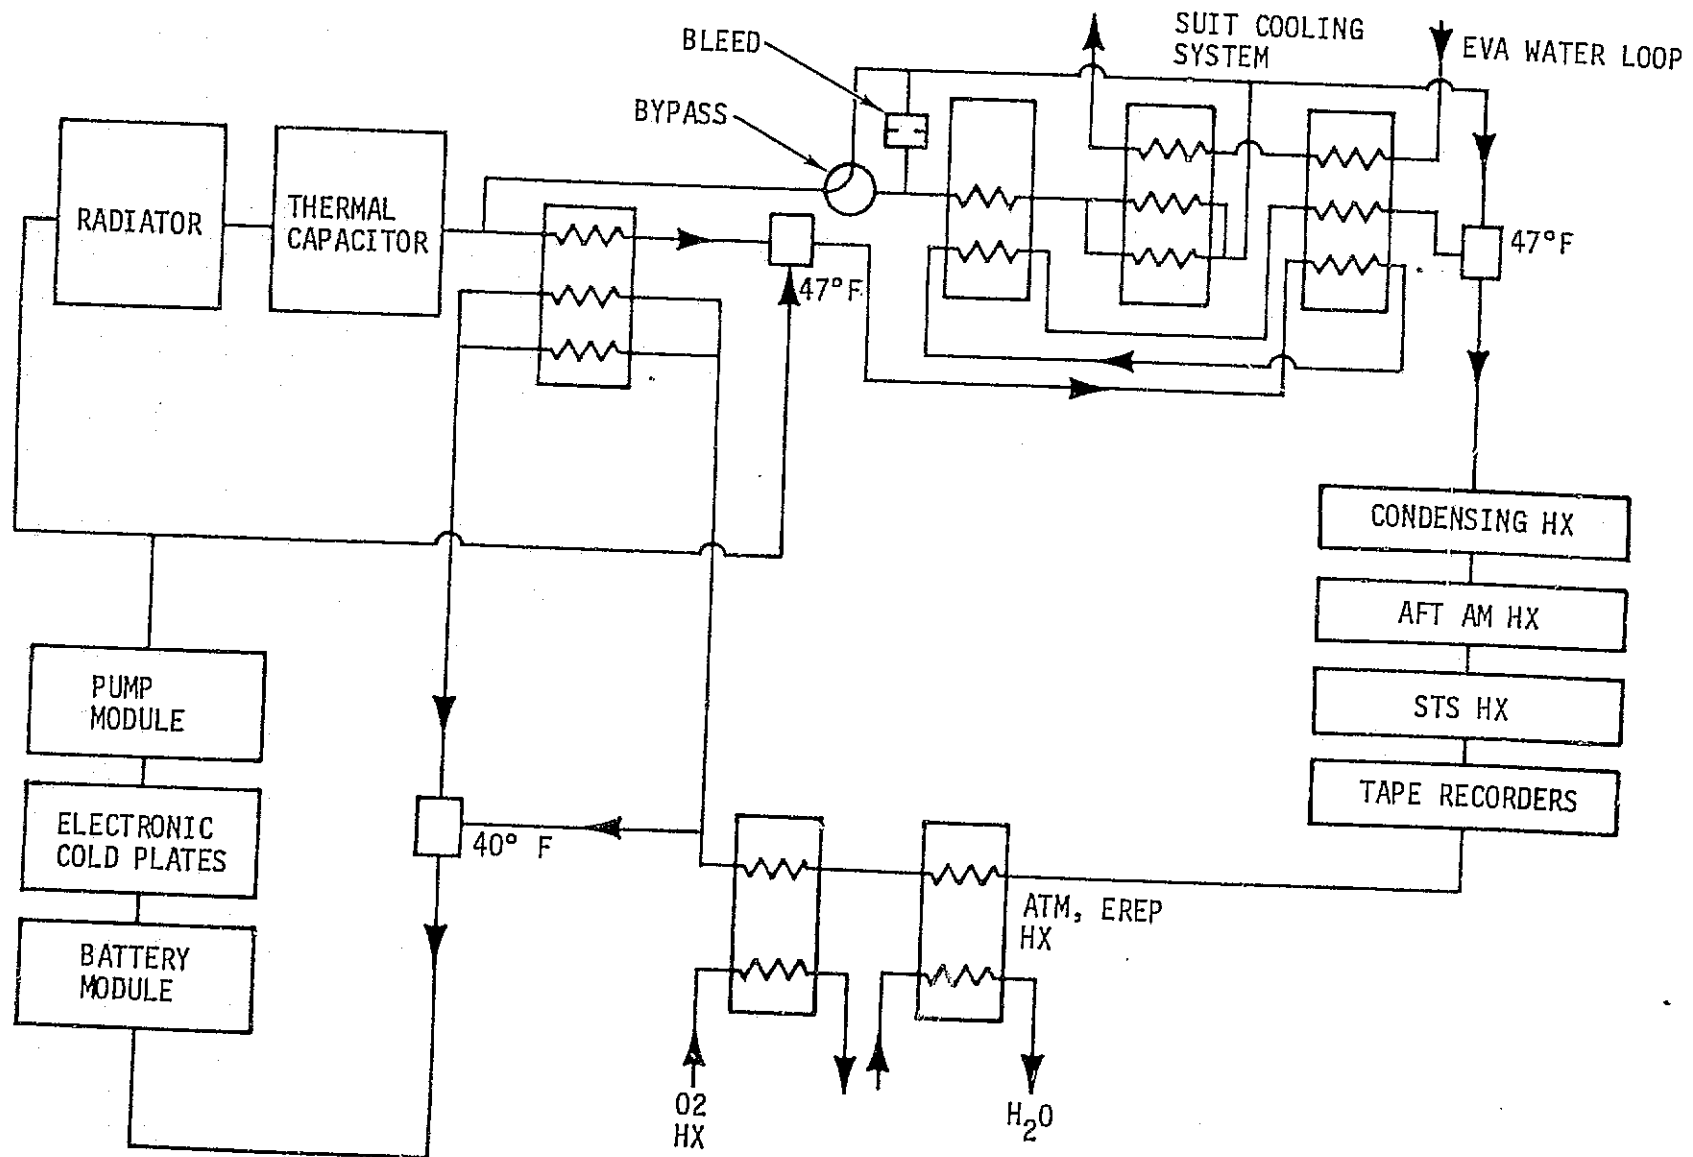 SUIT COOLING
SYSTEM
EVA WATER LOOP
BLEED
BYPASS
RADIATOR
THERMAL
CAPACITOR
47°F
47°F
CONDENSING HX
AFT AM HX
STS HX
TAPE RECORDERS
PUMP
MODULE
ELECTRONIC
COLD PLATES
BATTERY
MODULE
40° F
ATM, EREP
HX
O2
HX
H₂O